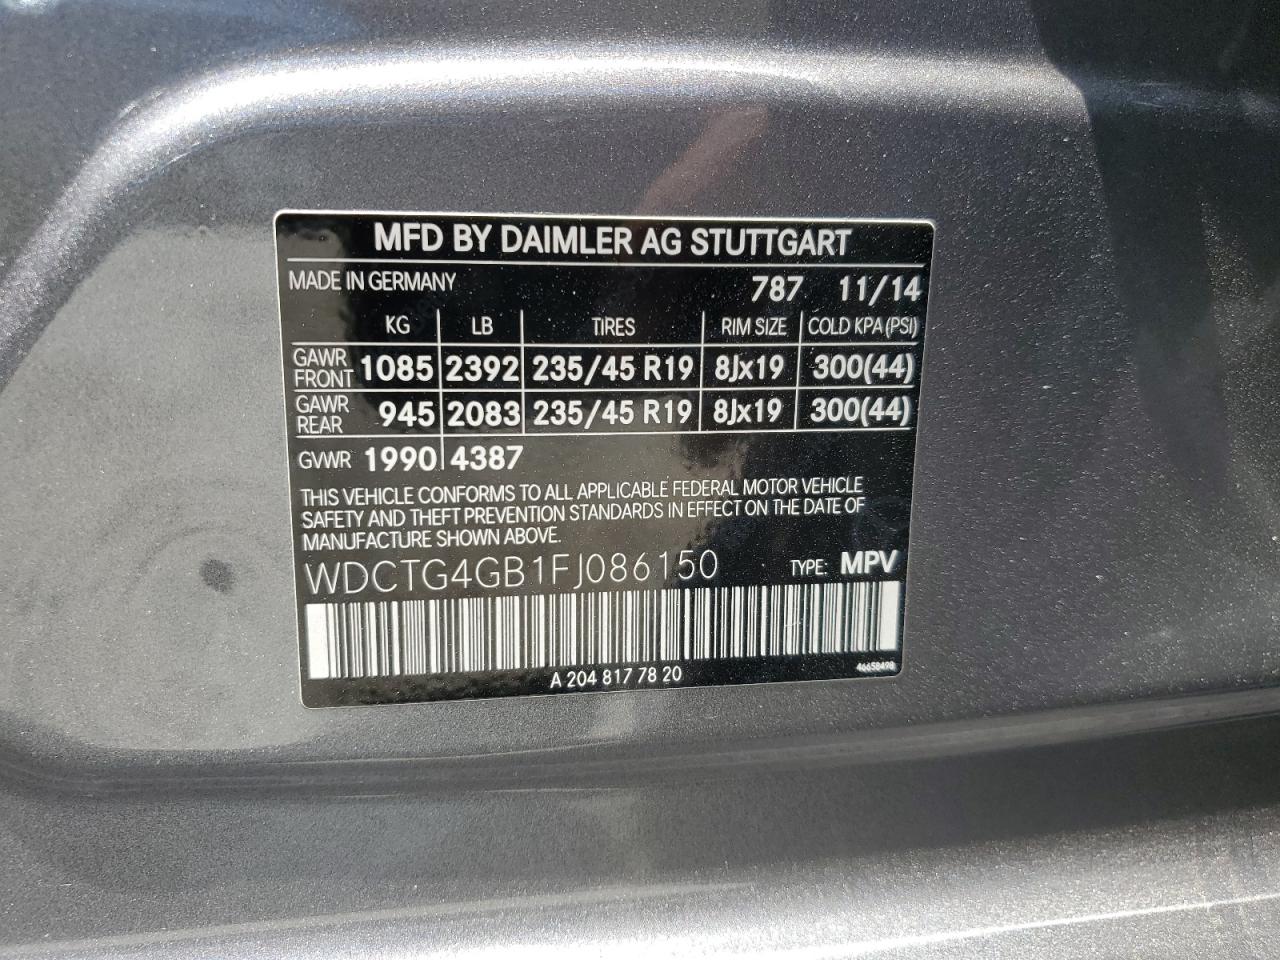 MFD BY DAIMLER AG STUTTGART
MADE IN GERMANY 787 11/14
KG LB TIRES RIM SIZE COLD KPA (PSI)
GAWR FRONT 1085 2392 235/45 R19 8Jx19 300(44)
GAWR REAR 945 2083 235/45 R19 8Jx19 300(44)
GVWR 1990 4387
THIS VEHICLE CONFORMS TO ALL APPLICABLE FEDERAL MOTOR VEHICLE
SAFETY AND THEFT PREVENTION STANDARDS IN EFFECT ON THE DATE OF
MANUFACTURE SHOWN ABOVE.
WDCTG4GB1FJ086150 TYPE: MPV
A 204 817 78 20 46658498